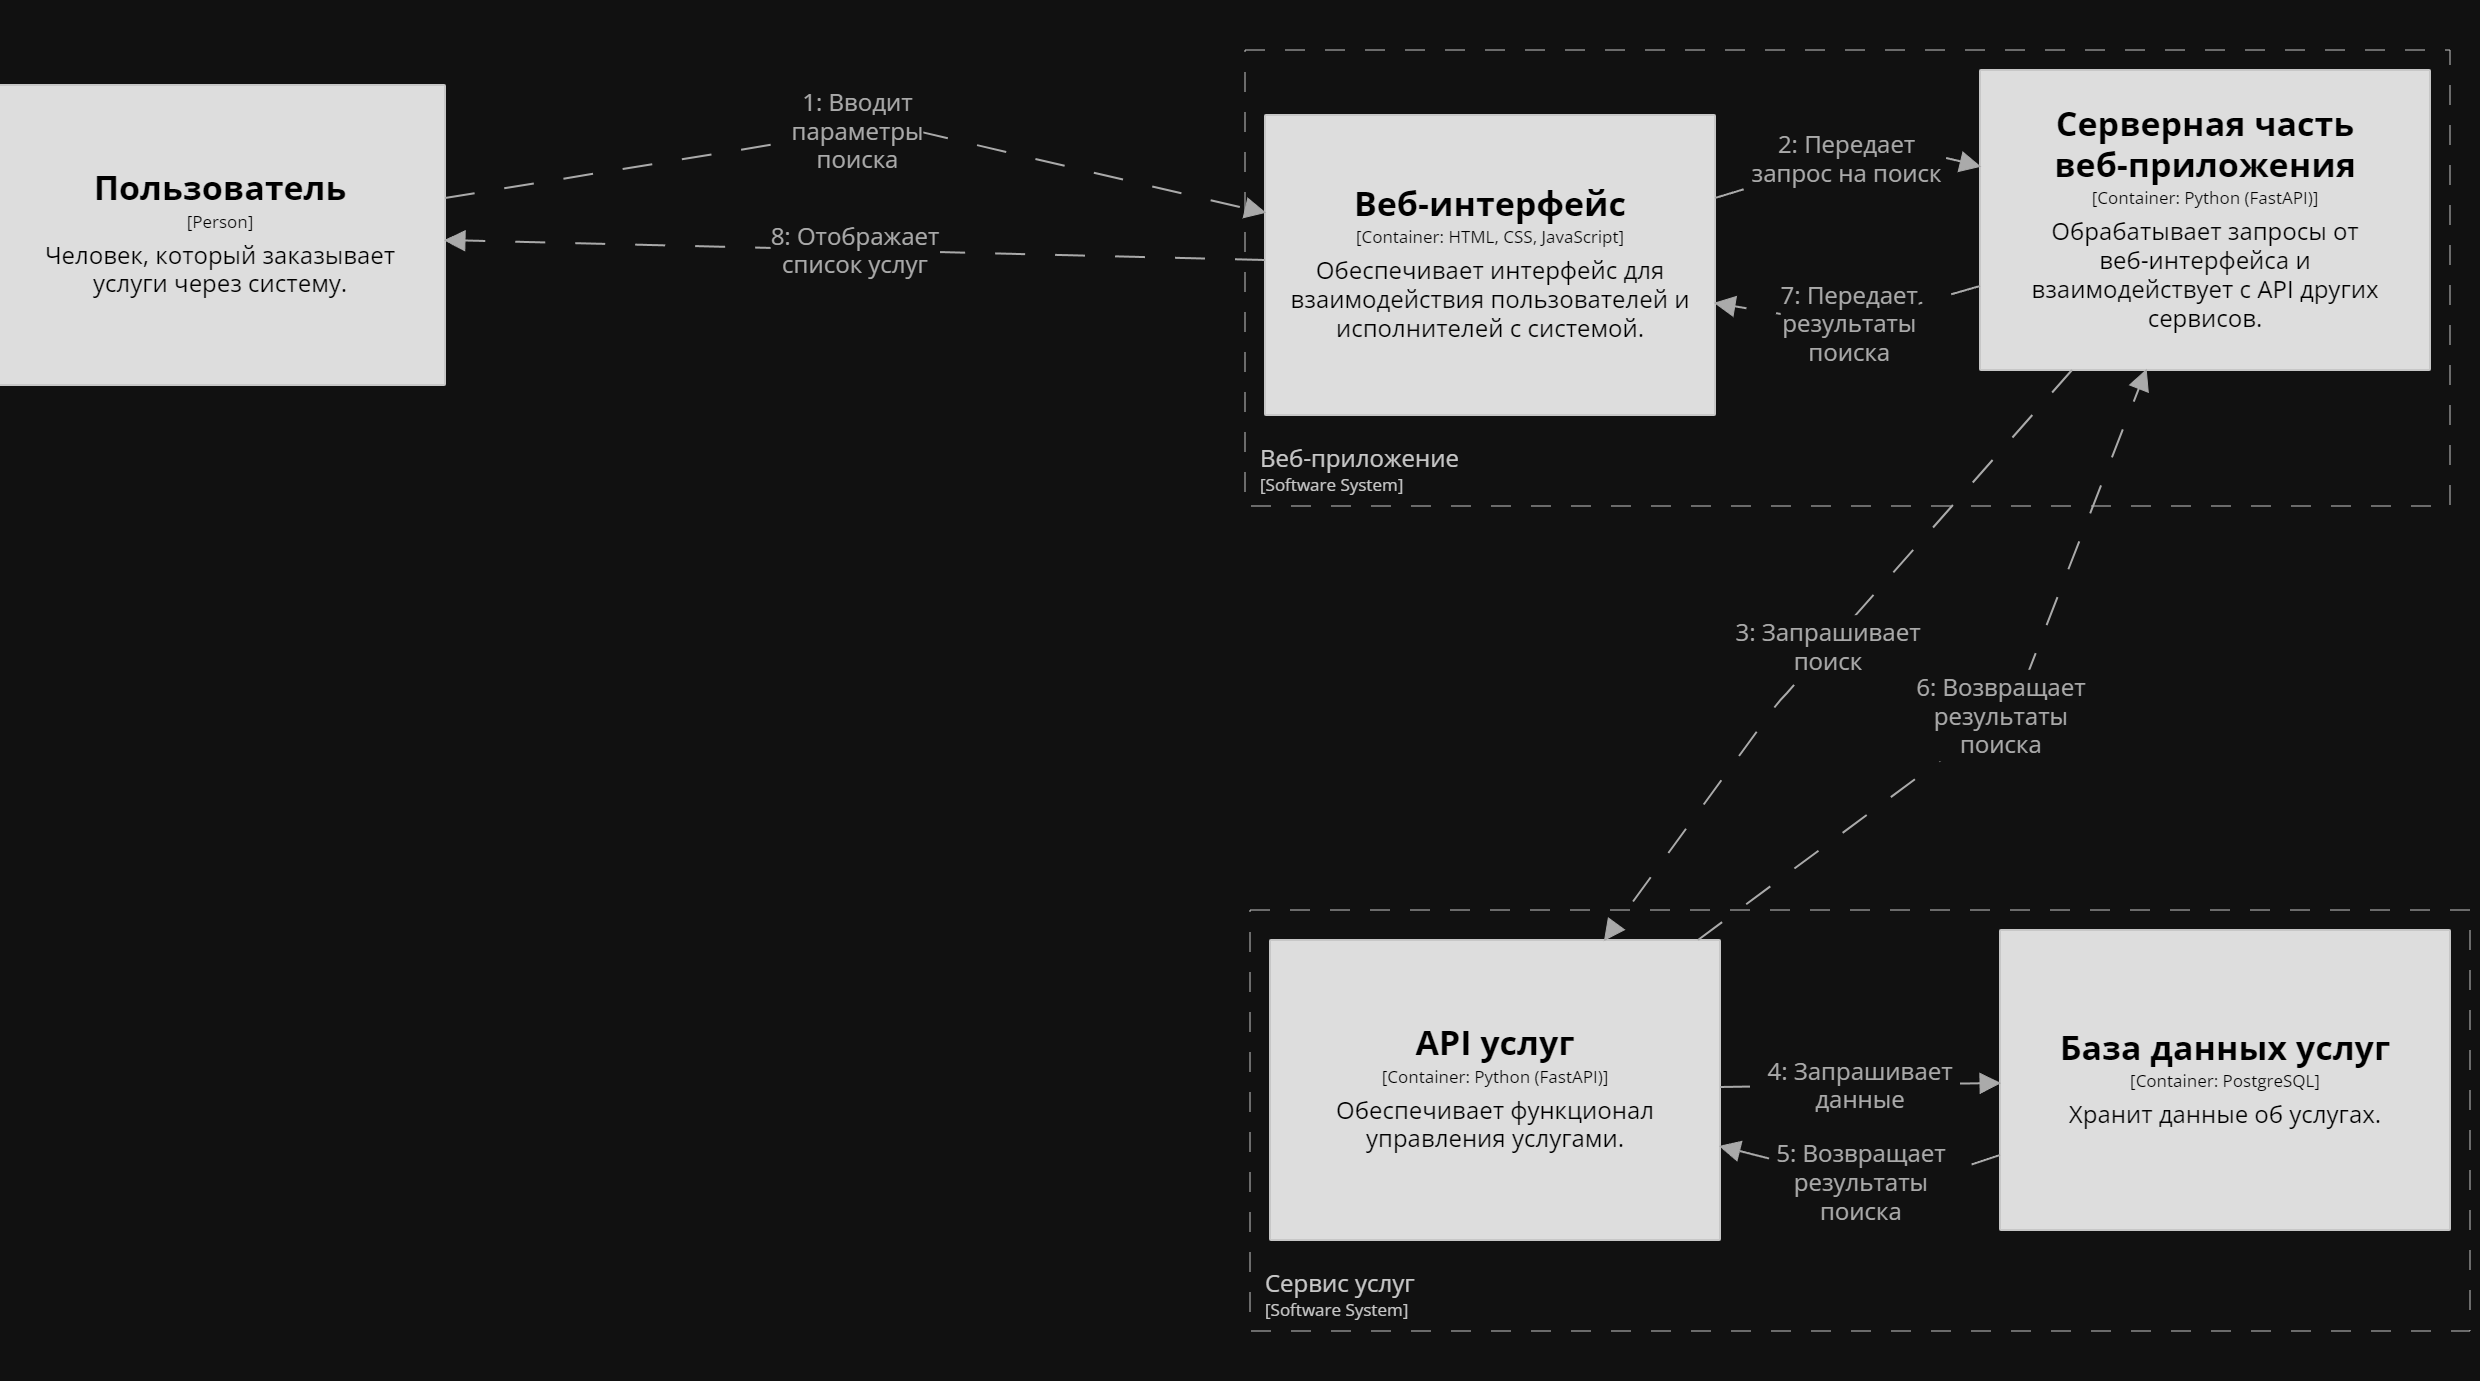 Пользователь
[Person]
Человек, который заказывает
услуги через систему.
1: Вводит
параметры
поиска
8: Отображает
список услуг
Веб-интерфейс
[Container: HTML, CSS, JavaScript]
Обеспечивает интерфейс для
взаимодействия пользователей и
исполнителей с системой.
2: Передает
запрос на поиск
7: Передает
результаты
поиска
Серверная часть
веб-приложения
[Container: Python (FastAPI)]
Обрабатывает запросы от
веб-интерфейса и
взаимодействует с API других
сервисов.
Веб-приложение
[Software System]
3: Запрашивает
поиск
6: Возвращает
результаты
поиска
API услуг
[Container: Python (FastAPI)]
Обеспечивает функционал
управления услугами.
4: Запрашивает
данные
5: Возвращает
результаты
поиска
База данных услуг
[Container: PostgreSQL]
Хранит данные об услугах.
Сервис услуг
[Software System]